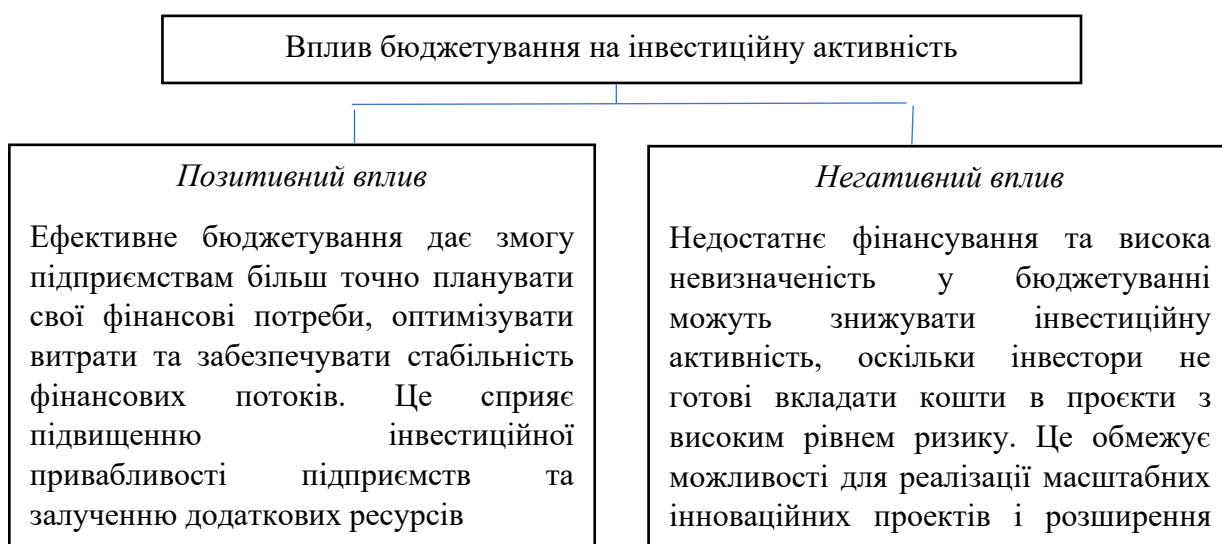 Вплив бюджетування на інвестиційну активність
Позитивний вплив
Ефективне бюджетування дає змогу
підприємствам більш точно планувати
свої фінансові потреби, оптимізувати
витрати та забезпечувати стабільність
фінансових потоків. Це сприяє
підвищенню інвестиційної
привабливості підприємств та
залученню додаткових ресурсів
Негативний вплив
Недостатнє фінансування та висока
невизначеність у бюджетуванні
можуть знижувати інвестиційну
активність, оскільки інвестори не
готові вкладати кошти в проєкти з
високим рівнем ризику. Це обмежує
можливості для реалізації масштабних
інноваційних проектів і розширення